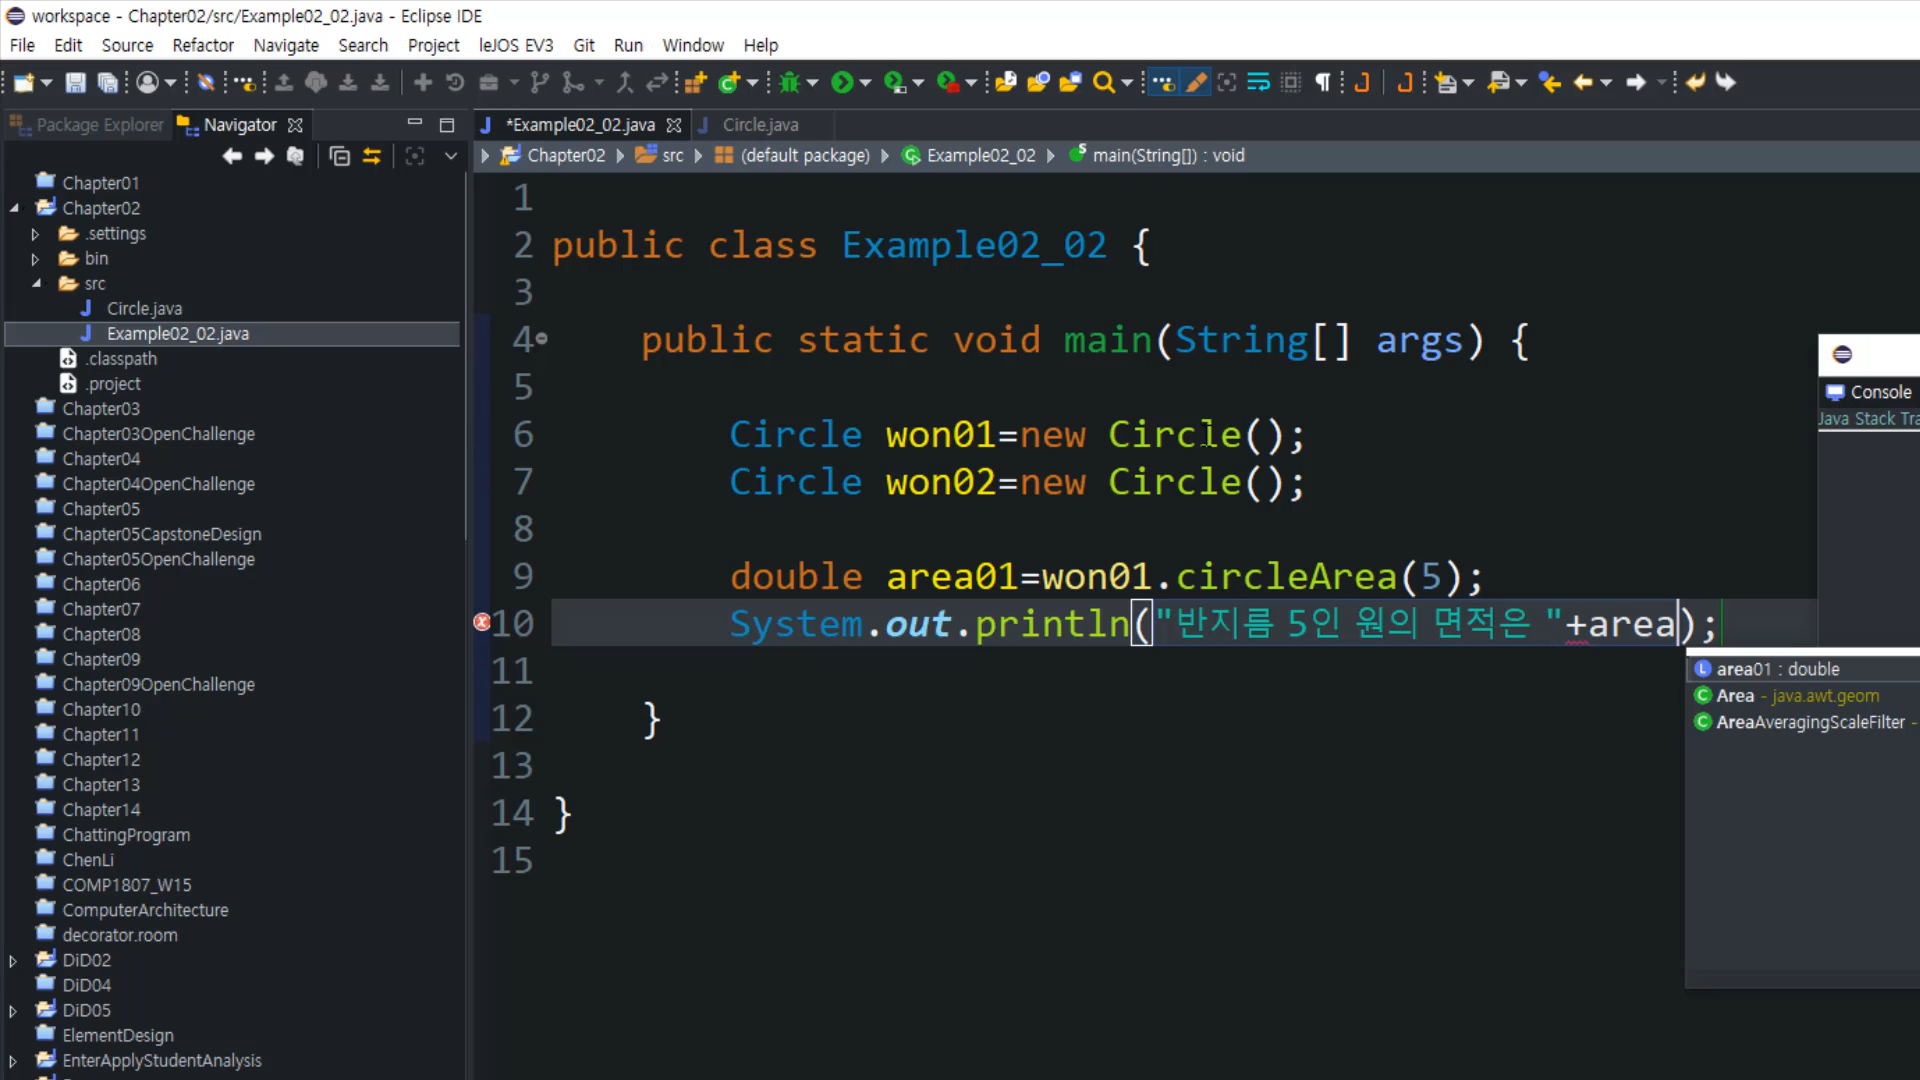 workspace - Chapter02/src/Example02_02.java - Eclipse IDE
File Edit Source Refactor Navigate Search Project leJOS EV3 Git Run Window Help
Package Explorer Navigator
*Example02_02.java Circle.java
Chapter02 src (default package) Example02_02 main(String[]) : void
Chapter01
Chapter02
.settings
bin
src
Circle.java
Example02_02.java
.classpath
.project
Chapter03
Chapter03OpenChallenge
Chapter04
Chapter04OpenChallenge
Chapter05
Chapter05CapstoneDesign
Chapter05OpenChallenge
Chapter06
Chapter07
Chapter08
Chapter09
Chapter09OpenChallenge
Chapter10
Chapter11
Chapter12
Chapter13
Chapter14
ChattingProgram
ChenLi
COMP1807_W15
ComputerArchitecture
decorator.room
DiD02
DiD04
DiD05
ElementDesign
EnterApplyStudentAnalysis
1
2 public class Example02_02 {
3
4 public static void main(String[] args) {
5
6 Circle won01=new Circle();
7 Circle won02=new Circle();
8
9 double area01=won01.circleArea(5);
10 System.out.println("반지름 5인 원의 면적은 "+area);
11
12 }
13
14 }
15
Console
Java Stack Tra
area01 : double
Area - java.awt.geom
AreaAveragingScaleFilter -